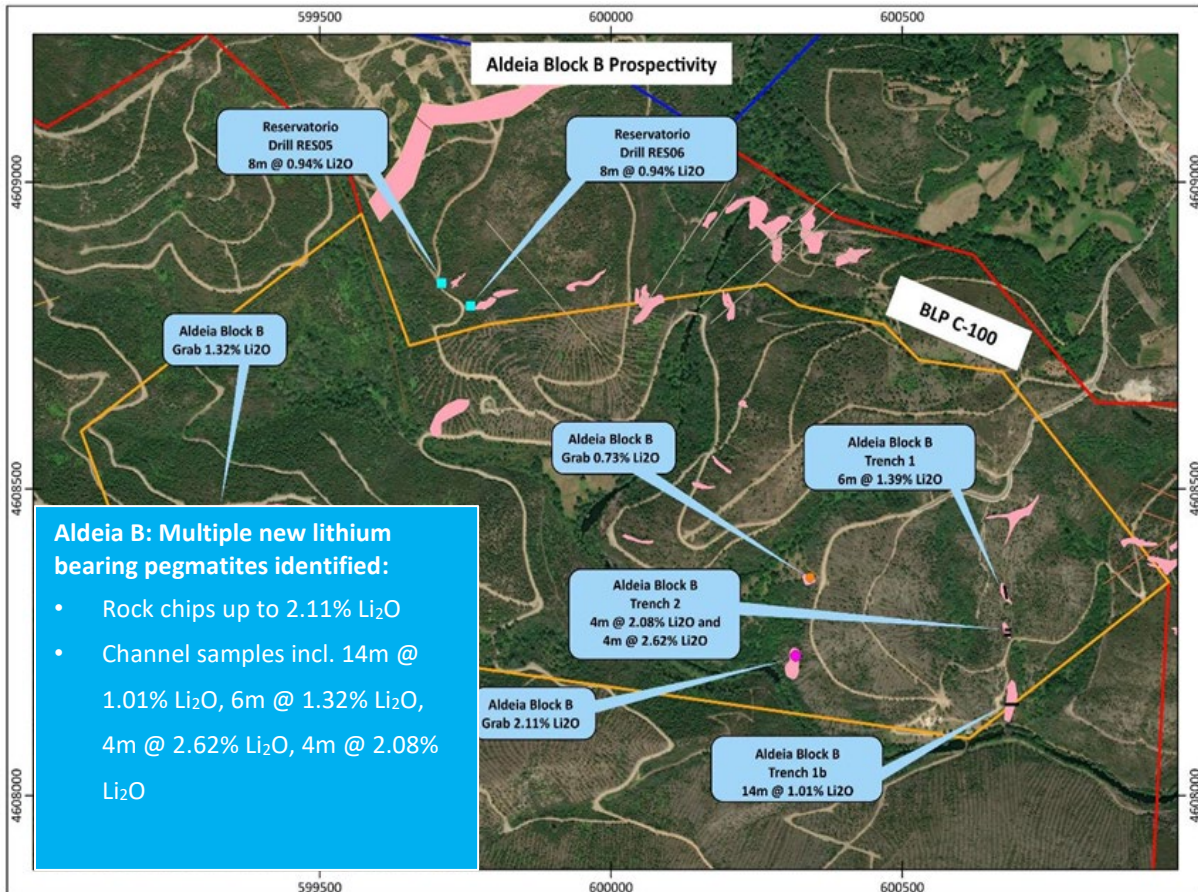 599500
600000
600500
Aldeia Block B Prospectivity
Reservatorio
Drill RES05
8m @ 0.94% Li2O
Reservatorio
Drill RES06
8m @ 0.94% Li2O
4609000
4609000
BLP C-100
Aldeia Block B
Grab 1.32% Li2O
Aldeia Block B
Grab 0.73% Li2O
Aldeia Block B
Trench 1
6m @ 1.39% Li2O
4608500
4608500
Aldeia B: Multiple new lithium
bearing pegmatites identified:
• Rock chips up to 2.11% Li₂O
• Channel samples incl. 14m @
1.01% Li₂O, 6m @ 1.32% Li₂O,
4m @ 2.62% Li₂O, 4m @ 2.08%
Li₂O
Aldeia Block B
Trench 2
4m @ 2.08% Li2O and
4m @ 2.62% Li2O
Aldeia Block B
Grab 2.11% Li2O
Aldeia Block B
Trench 1b
14m @ 1.01% Li2O
4608000
4608000
599500
600000
600500